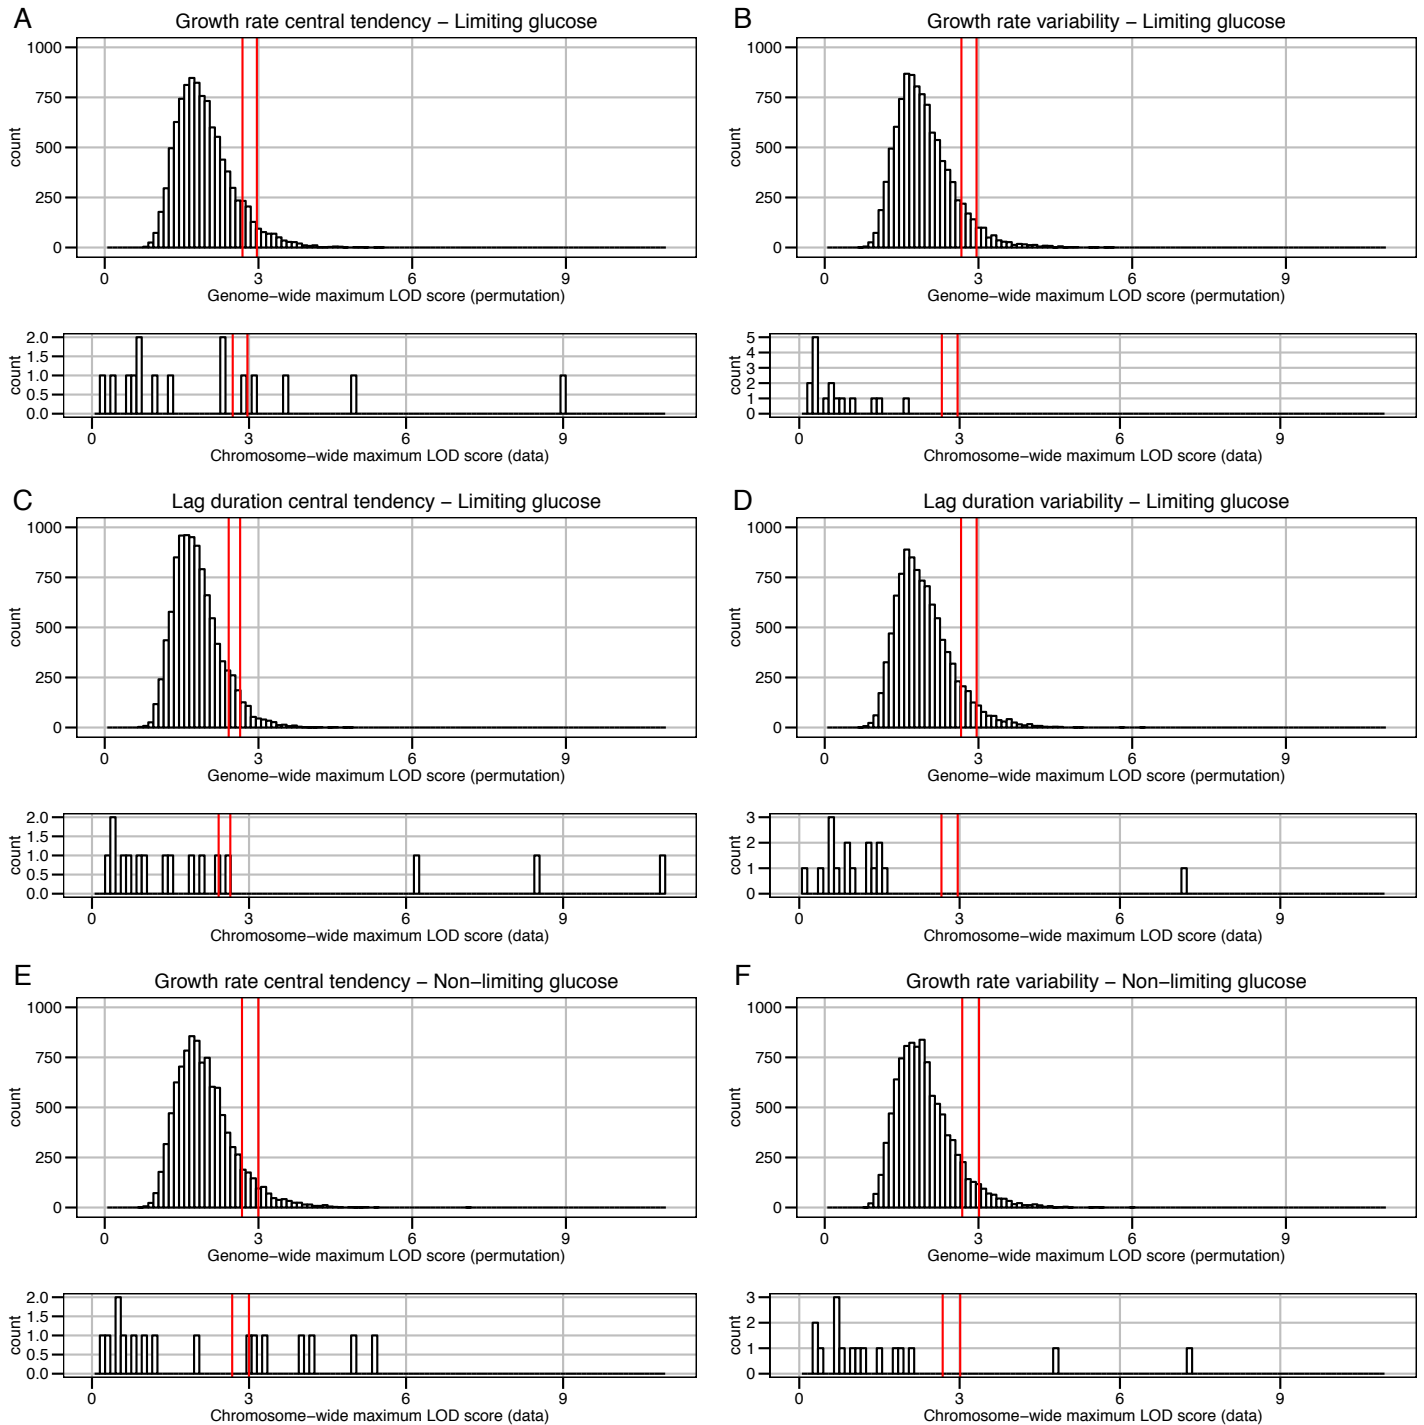 A
Growth rate central tendency − Limiting glucose
1000
750
500
250
0
count
0 3 6 9
Genome−wide maximum LOD score (permutation)
2.0
1.5
1.0
0.5
0.0
count
0 3 6 9
Chromosome−wide maximum LOD score (data)
B
Growth rate variability − Limiting glucose
1000
750
500
250
0
count
0 3 6 9
Genome−wide maximum LOD score (permutation)
5
4
3
2
1
0
count
0 3 6 9
Chromosome−wide maximum LOD score (data)
C
Lag duration central tendency − Limiting glucose
1000
750
500
250
0
count
0 3 6 9
Genome−wide maximum LOD score (permutation)
2.0
1.5
1.0
0.5
0.0
count
0 3 6 9
Chromosome−wide maximum LOD score (data)
D
Lag duration variability − Limiting glucose
1000
750
500
250
0
count
0 3 6 9
Genome−wide maximum LOD score (permutation)
3
2
1
0
count
0 3 6 9
Chromosome−wide maximum LOD score (data)
E
Growth rate central tendency − Non−limiting glucose
1000
750
500
250
0
count
0 3 6 9
Genome−wide maximum LOD score (permutation)
2.0
1.5
1.0
0.5
0.0
count
0 3 6 9
Chromosome−wide maximum LOD score (data)
F
Growth rate variability − Non−limiting glucose
1000
750
500
250
0
count
0 3 6 9
Genome−wide maximum LOD score (permutation)
3
2
1
0
count
0 3 6 9
Chromosome−wide maximum LOD score (data)